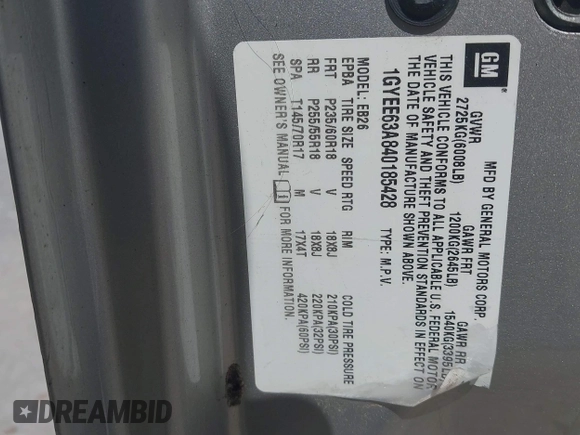 GM
MFD BY GENERAL MOTORS CORP
GVWR GAWR FRT GAWR RR
2725KG(6008LB) 1200KG(2645LB) 1540KG(3395LB)
THIS VEHICLE CONFORMS TO ALL APPLICABLE U.S. FEDERAL MOTOR
VEHICLE SAFETY AND THEFT PREVENTION STANDARDS IN EFFECT ON
THE DATE OF MANUFACTURE SHOWN ABOVE.
1GYEE63A840185428 TYPE: M.P.V.
MODEL: EB26
EPBA TIRE SIZE SPEED RTG RIM COLD TIRE PRESSURE
FRT P235/60R18 V 18X8J 210KPA(30PSI)
RR P255/55R18 V 18X8J 220KPA(32PSI)
SPA T145/70R17 M 17X4T 420KPA(60PSI)
SEE OWNER'S MANUAL FOR MORE INFORMATION.
DREAMBID